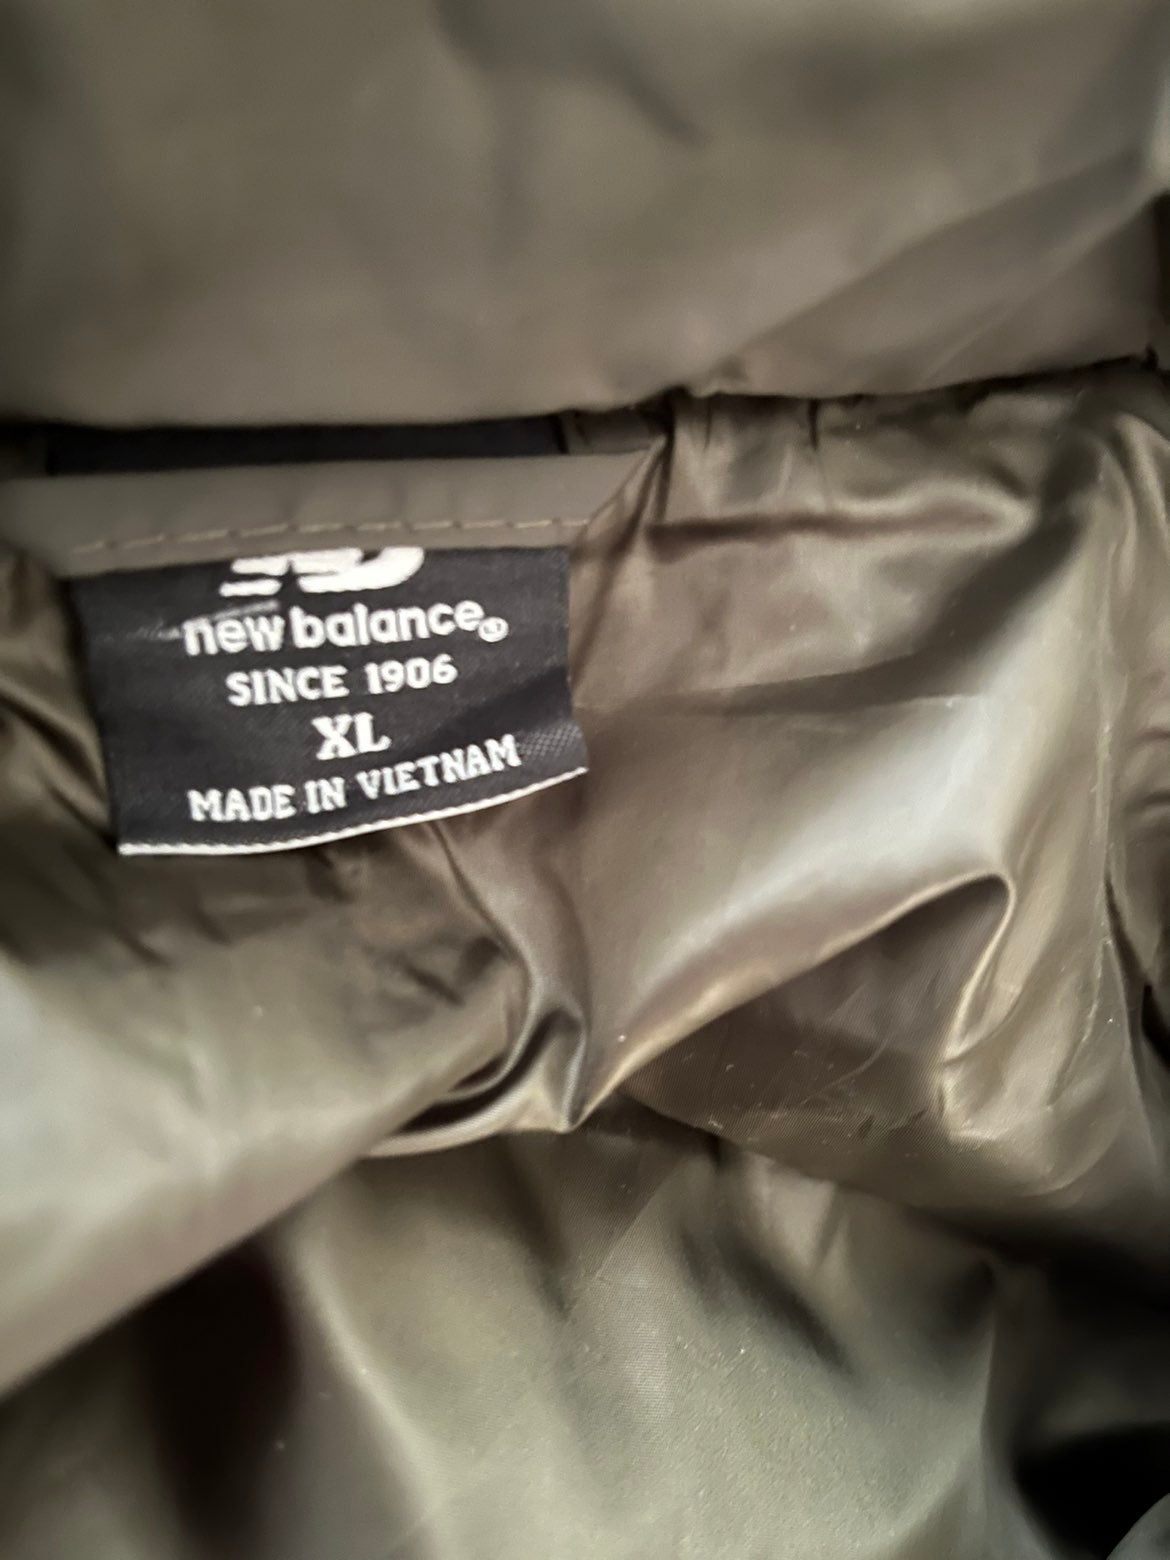 new balance
SINCE 1906
XL
MADE IN VIETNAM